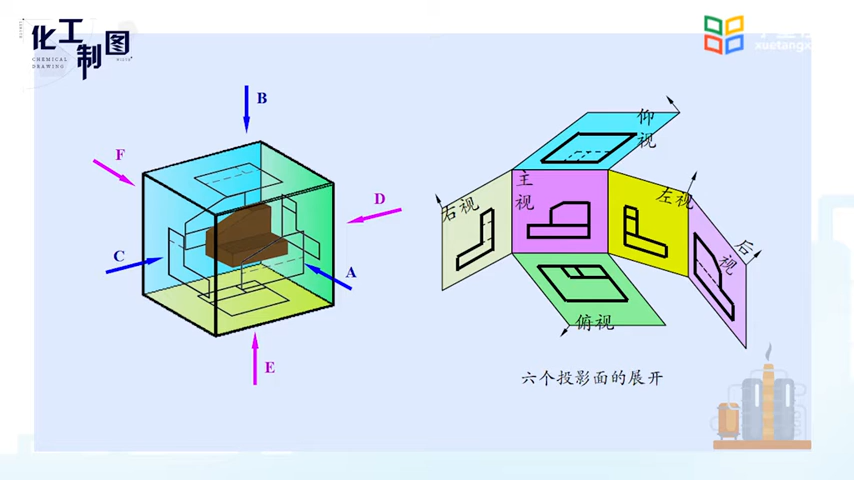 化工制图
CHEMICAL
DRAWING
xuetangx
B
F
D
C
A
E
仰视
主视
右视
左视
后视
俯视
六个投影面的展开